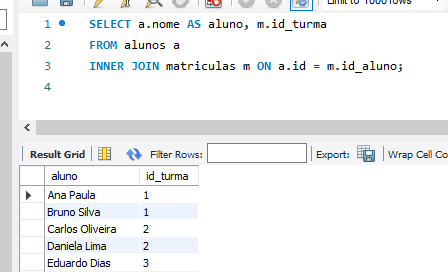 Limit to 1000 rows
1 SELECT a.nome AS aluno, m.id_turma
2 FROM alunos a
3 INNER JOIN matriculas m ON a.id = m.id_aluno;
4
Result Grid Filter Rows: Export: Wrap Cell Co
aluno id_turma
Ana Paula 1
Bruno Silva 1
Carlos Oliveira 2
Daniela Lima 2
Eduardo Dias 3